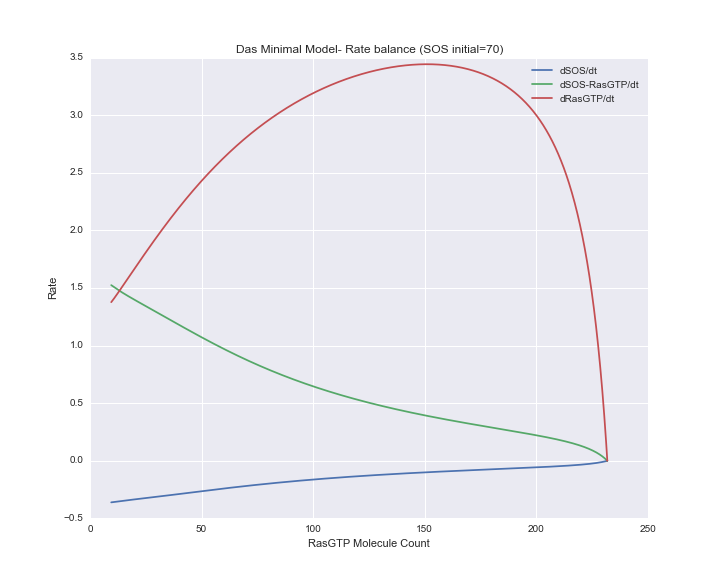 Das Minimal Model- Rate balance (SOS initial=70)
3.5
3.0
2.5
2.0
1.5
1.0
0.5
0.0
−0.5
Rate
dSOS/dt
dSOS-RasGTP/dt
dRasGTP/dt
0
50
100
150
200
250
RasGTP Molecule Count